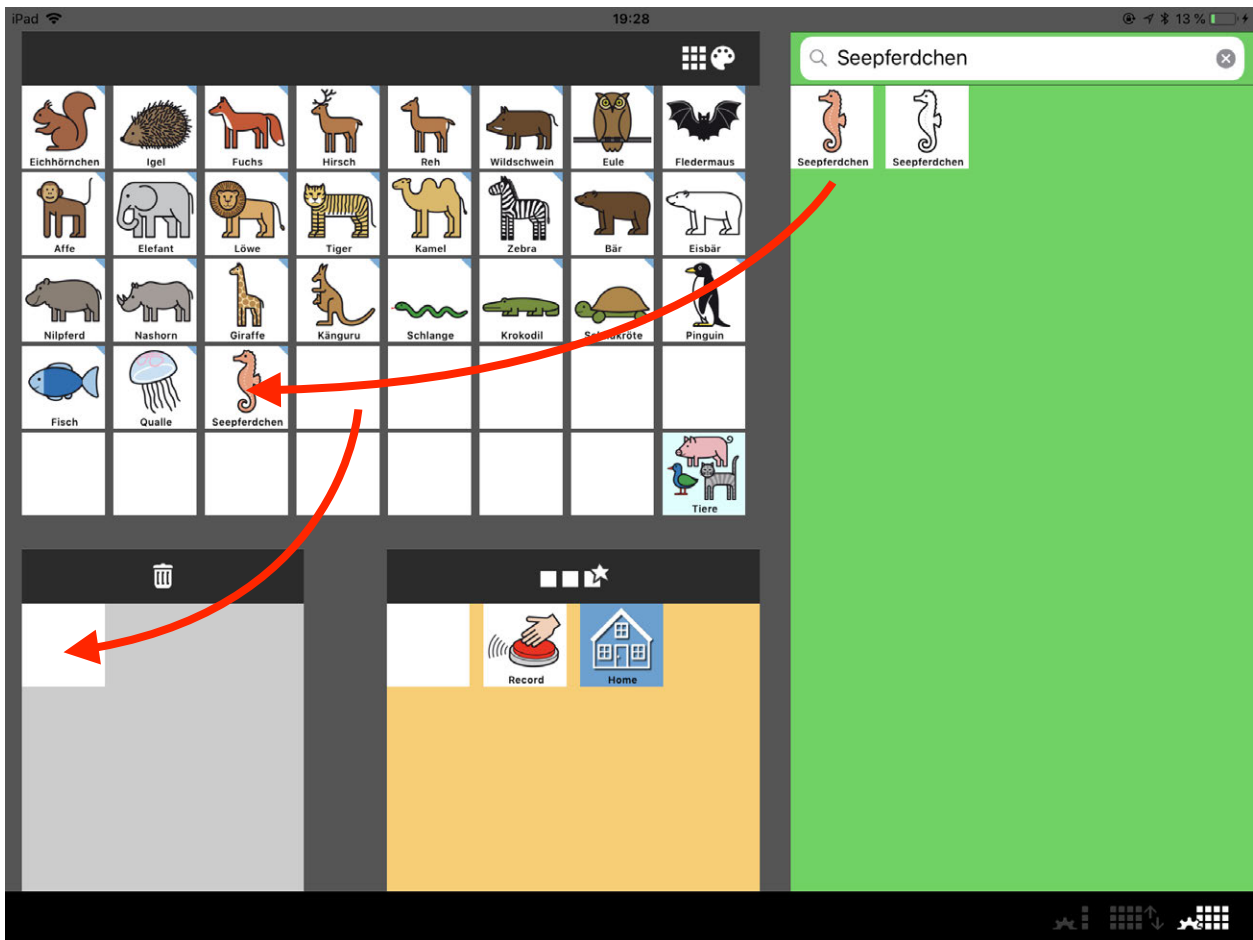 iPad 19:28 13 %
Seepferdchen
Eichhörnchen Igel Fuchs Hirsch Reh Wildschwein Eule Fledermaus
Seepferdchen Seepferdchen
Affe Elefant Löwe Tiger Kamel Zebra Bär Eisbär
Nilpferd Nashorn Giraffe Känguru Schlange Krokodil Schildkröte Pinguin
Fisch Qualle Seepferdchen
Tiere
Record Home